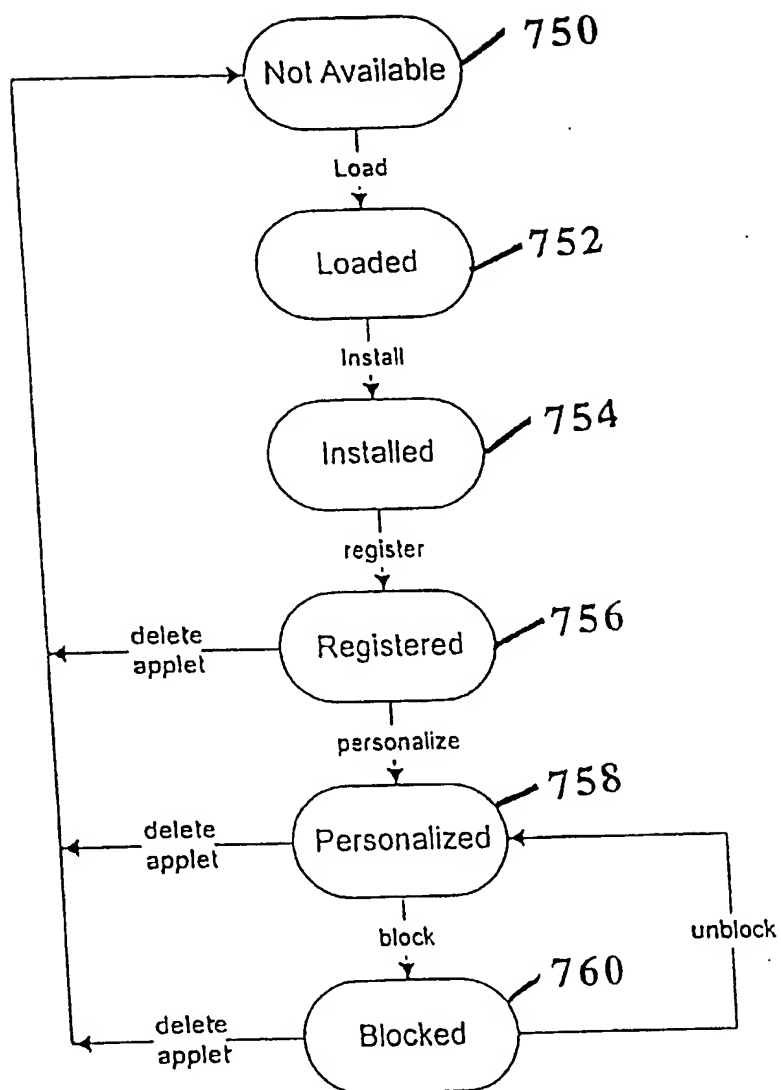 750
Not Available
Load
752
Loaded
Install
754
Installed
register
756
Registered
delete
applet
personalize
758
Personalized
delete
applet
block
unblock
760
Blocked
delete
applet